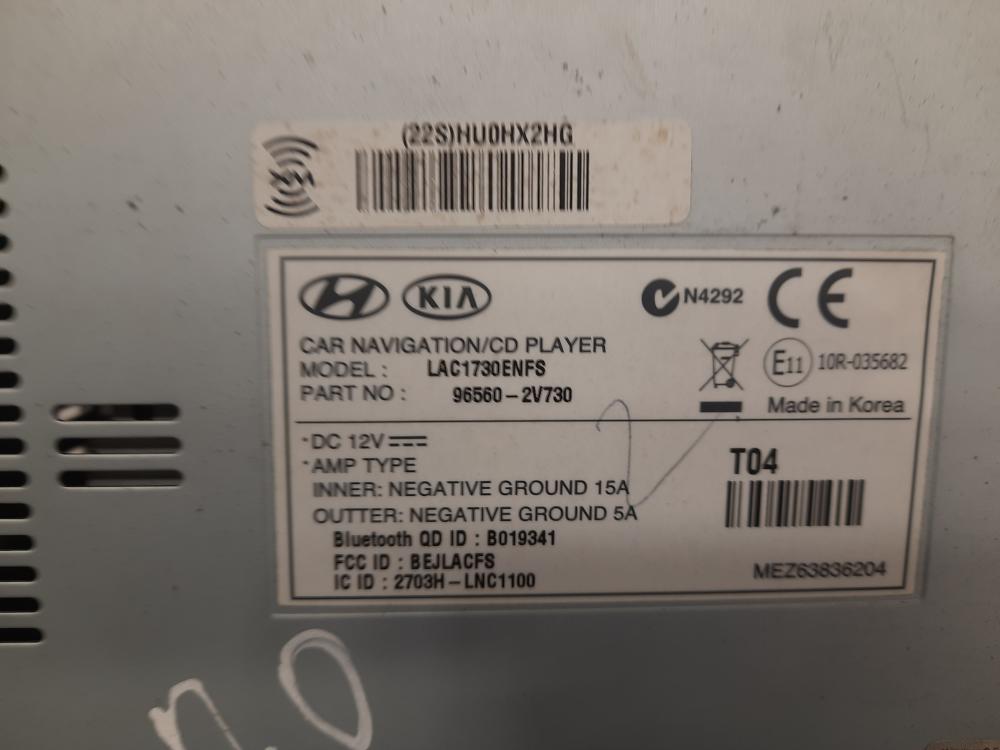 (22S)HU0HX2HG
KIA
N4292
CE
CAR NAVIGATION/CD PLAYER
MODEL : LAC1730ENFS
PART NO : 96560-2V730
E11 10R-035682
Made in Korea
·DC 12V
·AMP TYPE
INNER: NEGATIVE GROUND 15A
OUTTER: NEGATIVE GROUND 5A
Bluetooth QD ID : B019341
FCC ID : BEJLACFS
IC ID : 2703H-LNC1100
T04
MEZ63836204